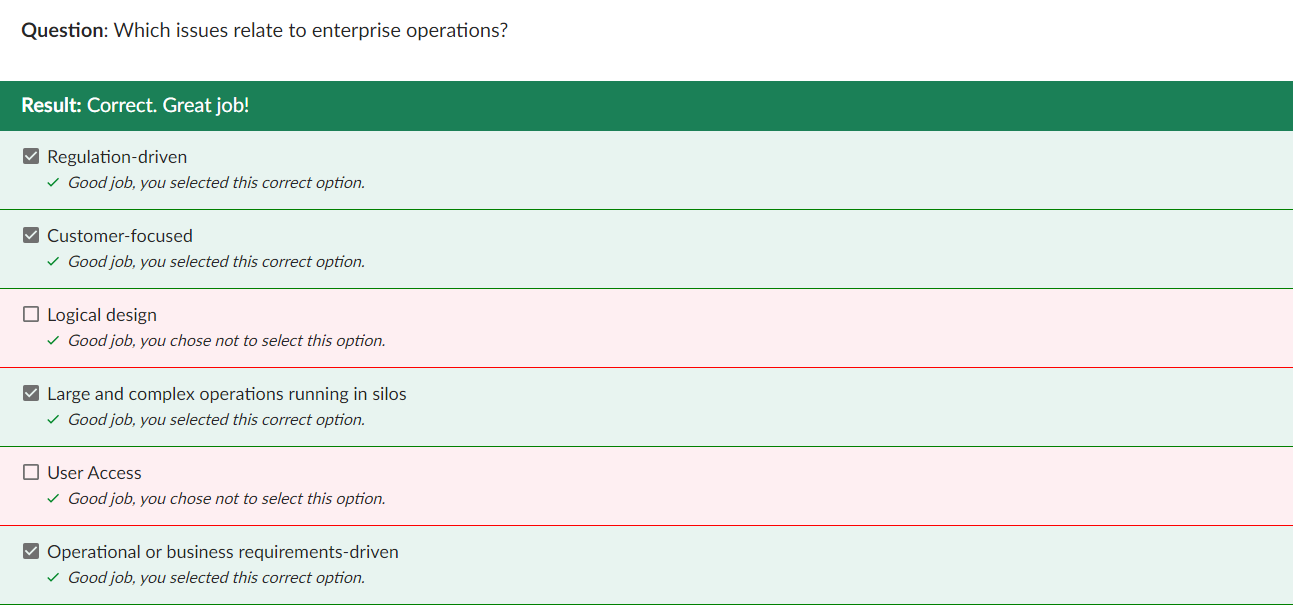 Question: Which issues relate to enterprise operations?
Result: Correct. Great job!
Regulation-driven
Good job, you selected this correct option.
Customer-focused
Good job, you selected this correct option.
Logical design
Good job, you chose not to select this option.
Large and complex operations running in silos
Good job, you selected this correct option.
User Access
Good job, you chose not to select this option.
Operational or business requirements-driven
Good job, you selected this correct option.